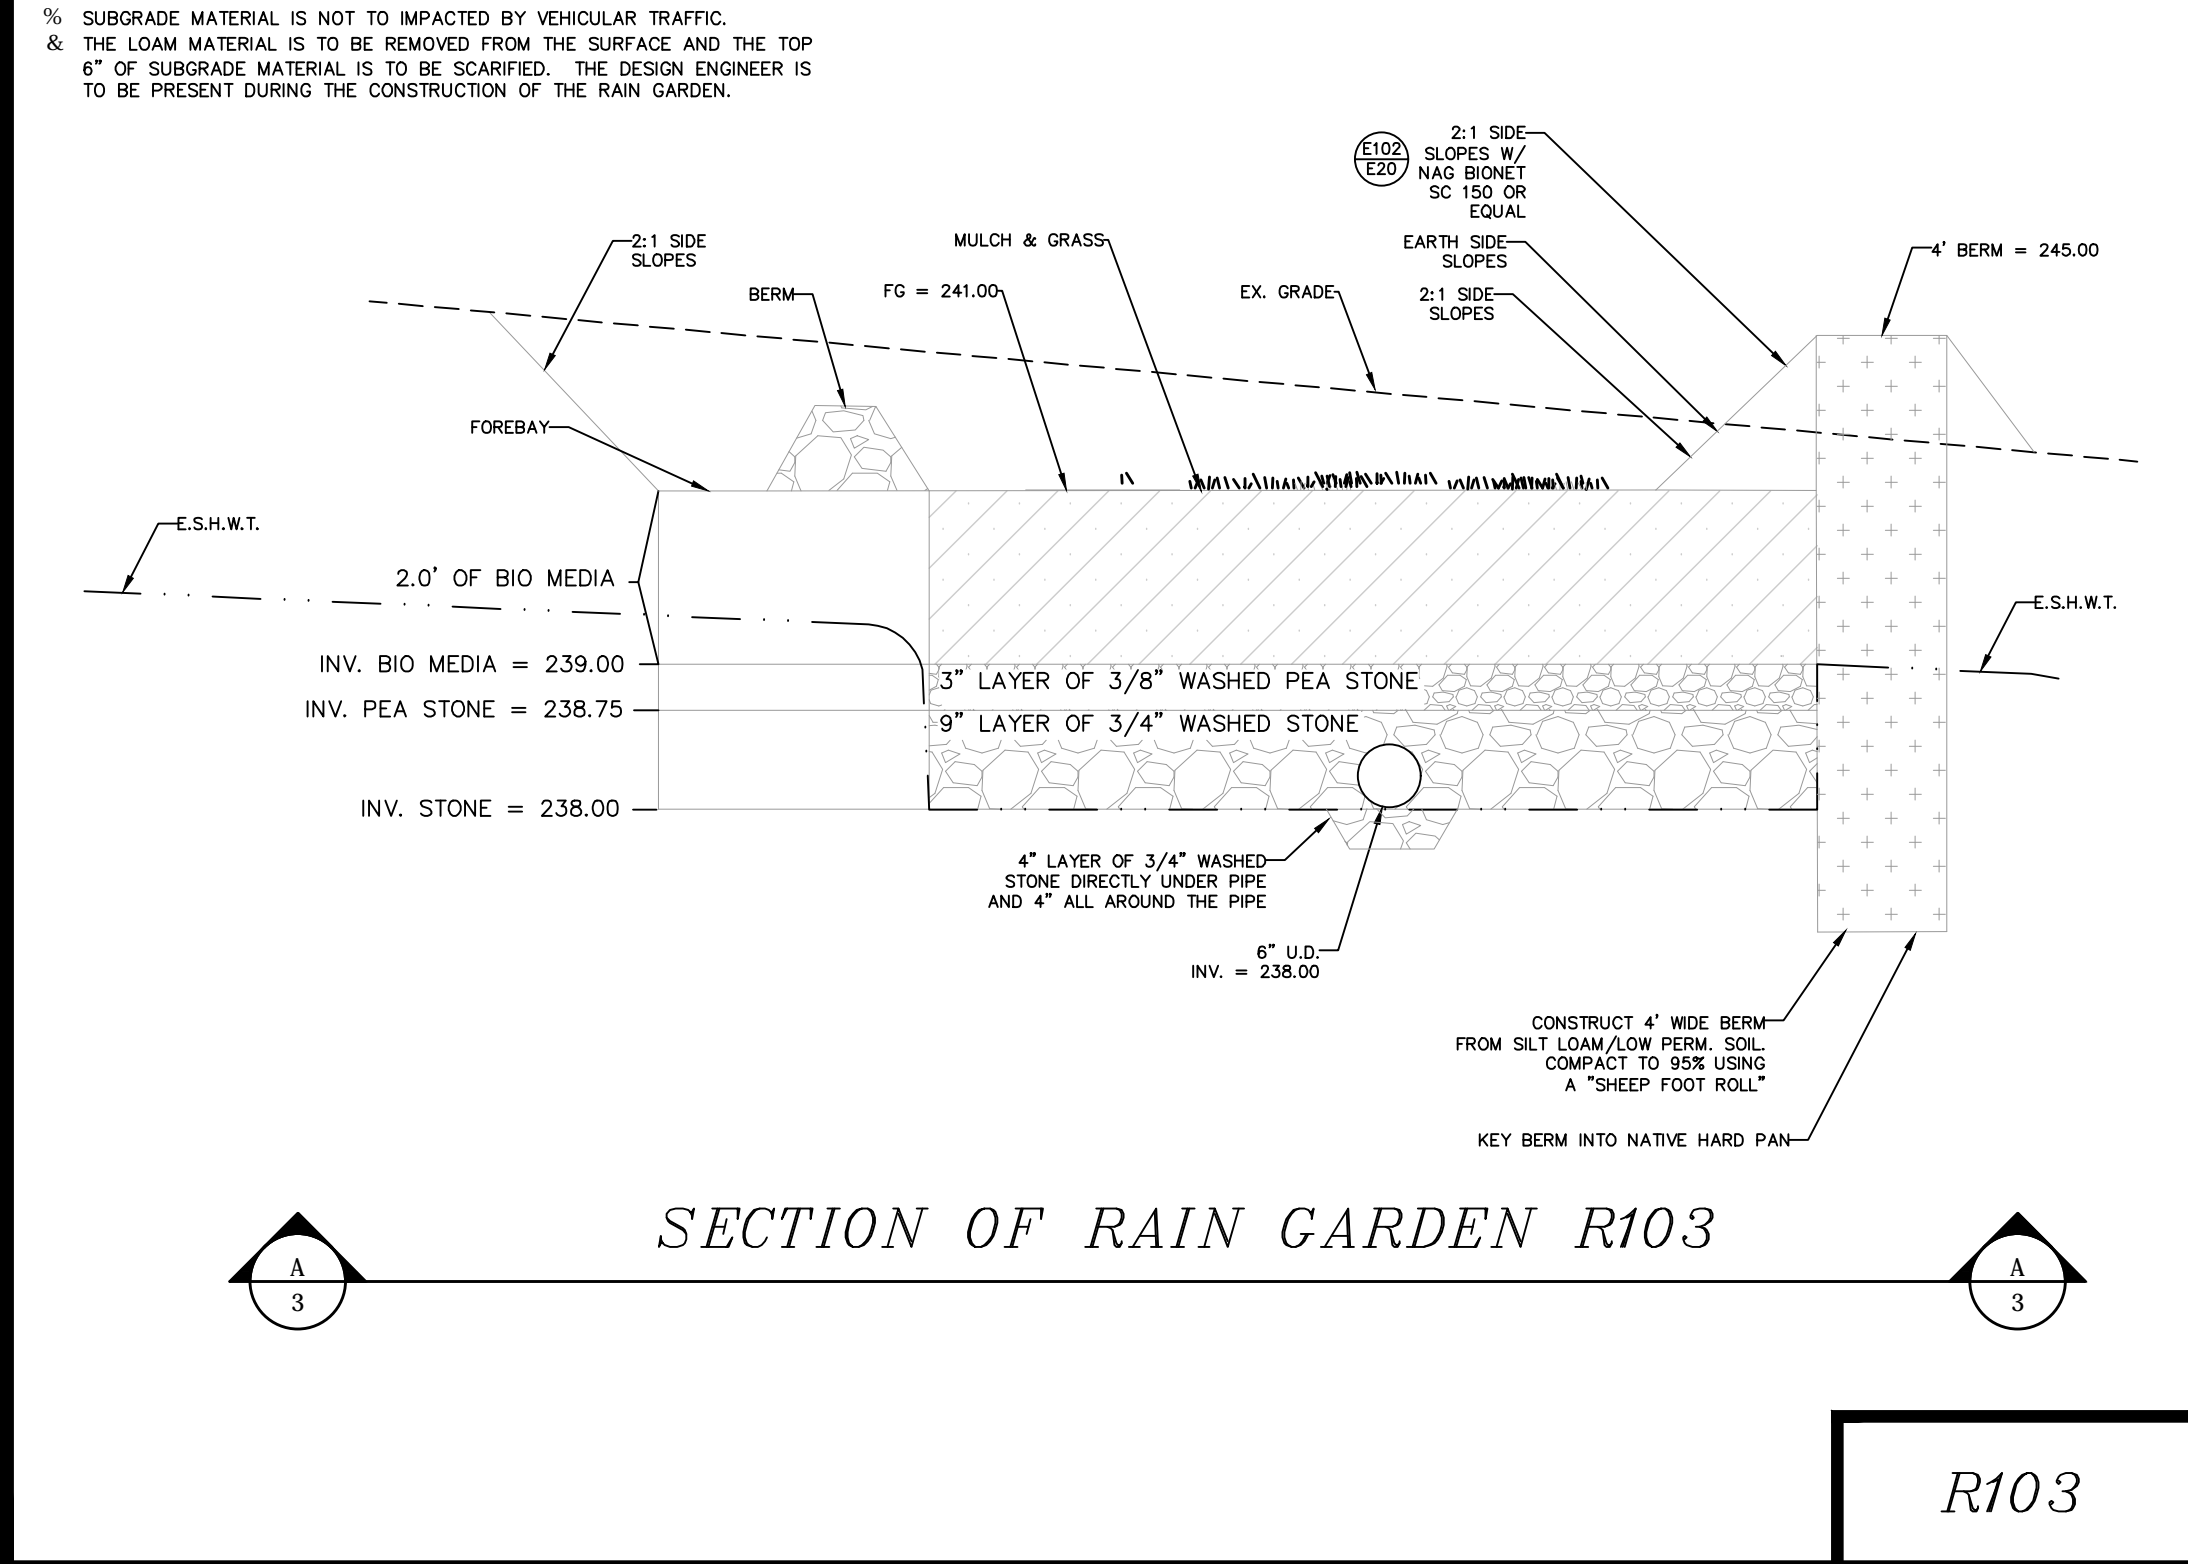 % SUBGRADE MATERIAL IS NOT TO IMPACTED BY VEHICULAR TRAFFIC.
& THE LOAM MATERIAL IS TO BE REMOVED FROM THE SURFACE AND THE TOP
6" OF SUBGRADE MATERIAL IS TO BE SCARIFIED. THE DESIGN ENGINEER IS
TO BE PRESENT DURING THE CONSTRUCTION OF THE RAIN GARDEN.
E102
E20
2:1 SIDE
SLOPES W/
NAG BIONET
SC 150 OR
EQUAL
2:1 SIDE
SLOPES
MULCH & GRASS
EARTH SIDE
SLOPES
4' BERM = 245.00
BERM
FG = 241.00
EX. GRADE
2:1 SIDE
SLOPES
FOREBAY
E.S.H.W.T.
2.0' OF BIO MEDIA
E.S.H.W.T.
INV. BIO MEDIA = 239.00
3" LAYER OF 3/8" WASHED PEA STONE
INV. PEA STONE = 238.75
9" LAYER OF 3/4" WASHED STONE
INV. STONE = 238.00
4" LAYER OF 3/4" WASHED
STONE DIRECTLY UNDER PIPE
AND 4" ALL AROUND THE PIPE
6" U.D.
INV. = 238.00
CONSTRUCT 4' WIDE BERM
FROM SILT LOAM/LOW PERM. SOIL.
COMPACT TO 95% USING
A "SHEEP FOOT ROLL"
KEY BERM INTO NATIVE HARD PAN
SECTION OF RAIN GARDEN R103
A
3
A
3
R103